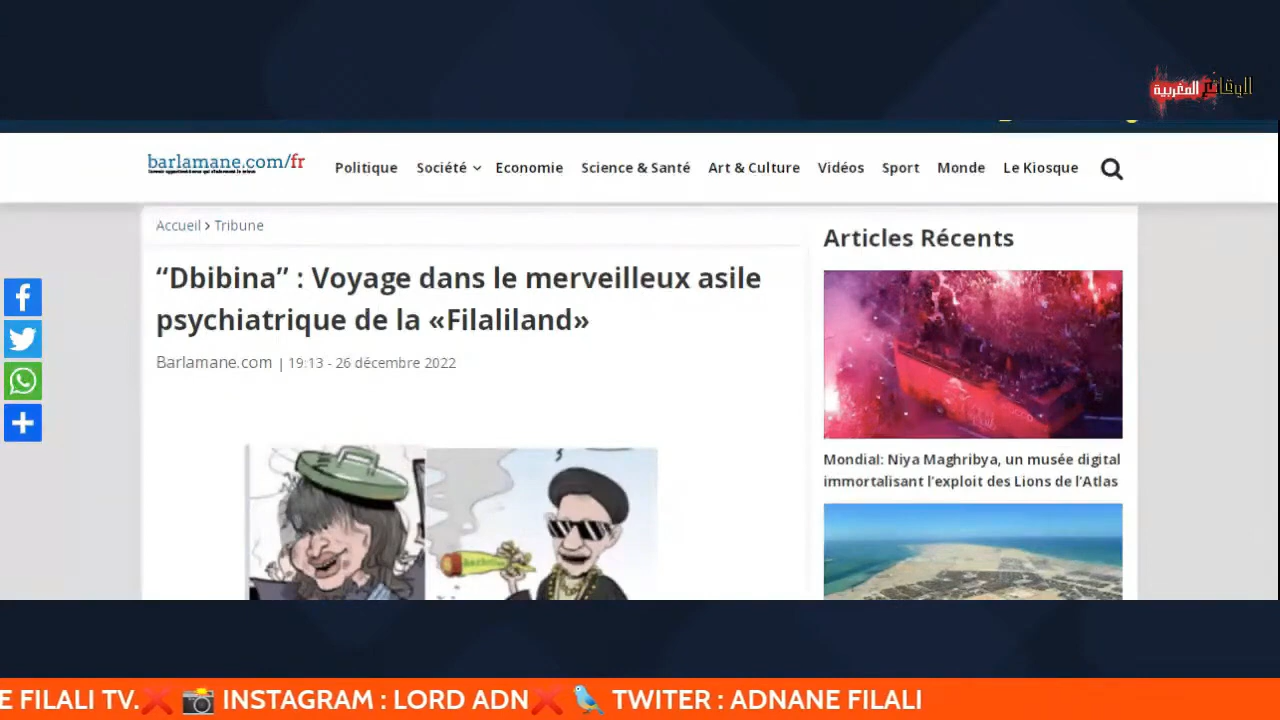 الوقائع المغربية
barlamane.com/fr
Politique Société Economie Science & Santé Art & Culture Vidéos Sport Monde Le Kiosque
Accueil > Tribune
“Dbibina” : Voyage dans le merveilleux asile
psychiatrique de la «Filaliland»
Barlamane.com | 19:13 - 26 décembre 2022
Articles Récents
Mondial: Niya Maghribya, un musée digital
immortalisant l’exploit des Lions de l’Atlas
E FILALI TV.❌ 📸 INSTAGRAM : LORD ADN❌ 🐦 TWITER : ADNANE FILALI